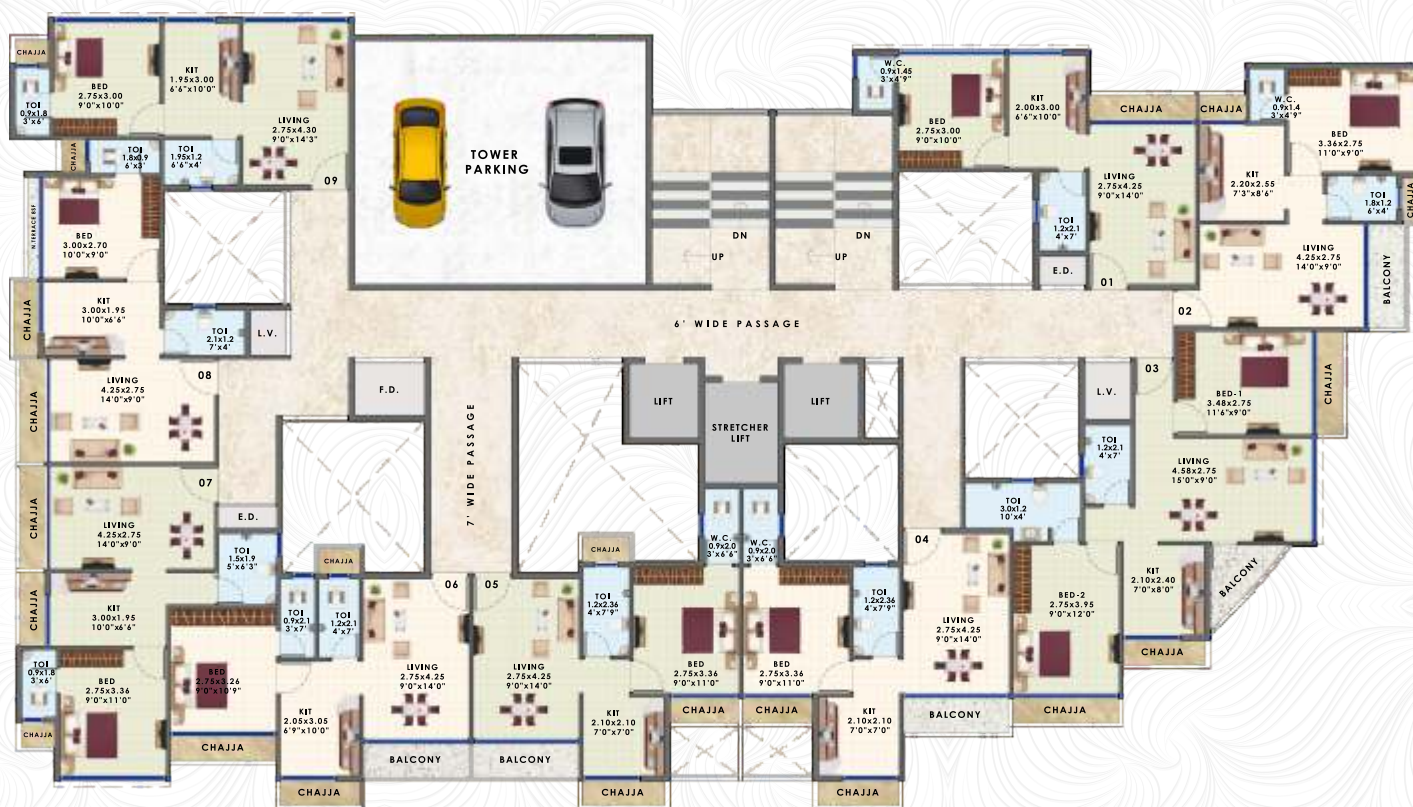 CHAJJA
BED
2.75x3.00
9'0"x10'0"
KIT
1.95x3.00
6'6"x10'0"
LIVING
2.75x4.30
9'0"x14'3"
TOI
0.9x1.8
3'x6'
CHAJJA
TOI
1.8x0.9
6'x3'
TOI
1.95x1.2
6'6"x4'
09
TOWER
PARKING
DN
UP
DN
UP
W.C.
0.9x1.45
3'x4'9"
BED
2.75x3.00
9'0"x10'0"
KIT
2.00x3.00
6'6"x10'0"
CHAJJA
CHAJJA
LIVING
2.75x4.25
9'0"x14'0"
TOI
1.2x2.1
4'x7'
E.D.
01
W.C.
0.9x1.4
3'x4'9"
BED
3.36x2.75
11'0"x9'0"
KIT
2.20x2.55
7'3"x8'6"
TOI
1.8x1.2
6'x4'
CHAJJA
LIVING
4.25x2.75
14'0"x9'0"
BALCONY
02
N.TERRACE BSF
BED
3.00x2.70
10'0"x9'0"
CHAJJA
KIT
3.00x1.95
10'0"x6'6"
TOI
2.1x1.2
7'x4'
L.V.
6' WIDE PASSAGE
CHAJJA
LIVING
4.25x2.75
14'0"x9'0"
08
F.D.
7' WIDE PASSAGE
LIFT
STRETCHER
LIFT
LIFT
L.V.
03
BED-1
3.48x2.75
11'6"x9'0"
CHAJJA
TOI
1.2x2.1
4'x7'
LIVING
4.58x2.75
15'0"x9'0"
CHAJJA
LIVING
4.25x2.75
14'0"x9'0"
07
E.D.
TOI
1.5x1.9
5'x6'3"
CHAJJA
CHAJJA
KIT
3.00x1.95
10'0"x6'6"
TOI
0.9x2.1
3'x7'
TOI
1.2x2.1
4'x7'
06
05
CHAJJA
TOI
1.2x2.36
4'x7'9"
W.C.
0.9x2.0
3'x6'6"
W.C.
0.9x2.0
3'x6'6"
TOI
1.2x2.36
4'x7'9"
04
TOI
3.0x1.2
10'x4'
KIT
2.10x2.40
7'0"x8'0"
BALCONY
BED-2
2.75x3.95
9'0"x12'0"
CHAJJA
TOI
0.9x1.8
3'x6'
CHAJJA
BED
2.75x3.36
9'0"x11'0"
BED
2.75x3.26
9'0"x10'9"
CHAJJA
LIVING
2.75x4.25
9'0"x14'0"
LIVING
2.75x4.25
9'0"x14'0"
BED
2.75x3.36
9'0"x11'0"
BED
2.75x3.36
9'0"x11'0"
LIVING
2.75x4.25
9'0"x14'0"
KIT
2.05x3.05
6'9"x10'0"
KIT
2.10x2.10
7'0"x7'0"
CHAJJA
CHAJJA
KIT
2.10x2.10
7'0"x7'0"
BALCONY
CHAJJA
BALCONY
BALCONY
CHAJJA
CHAJJA
CHAJJA